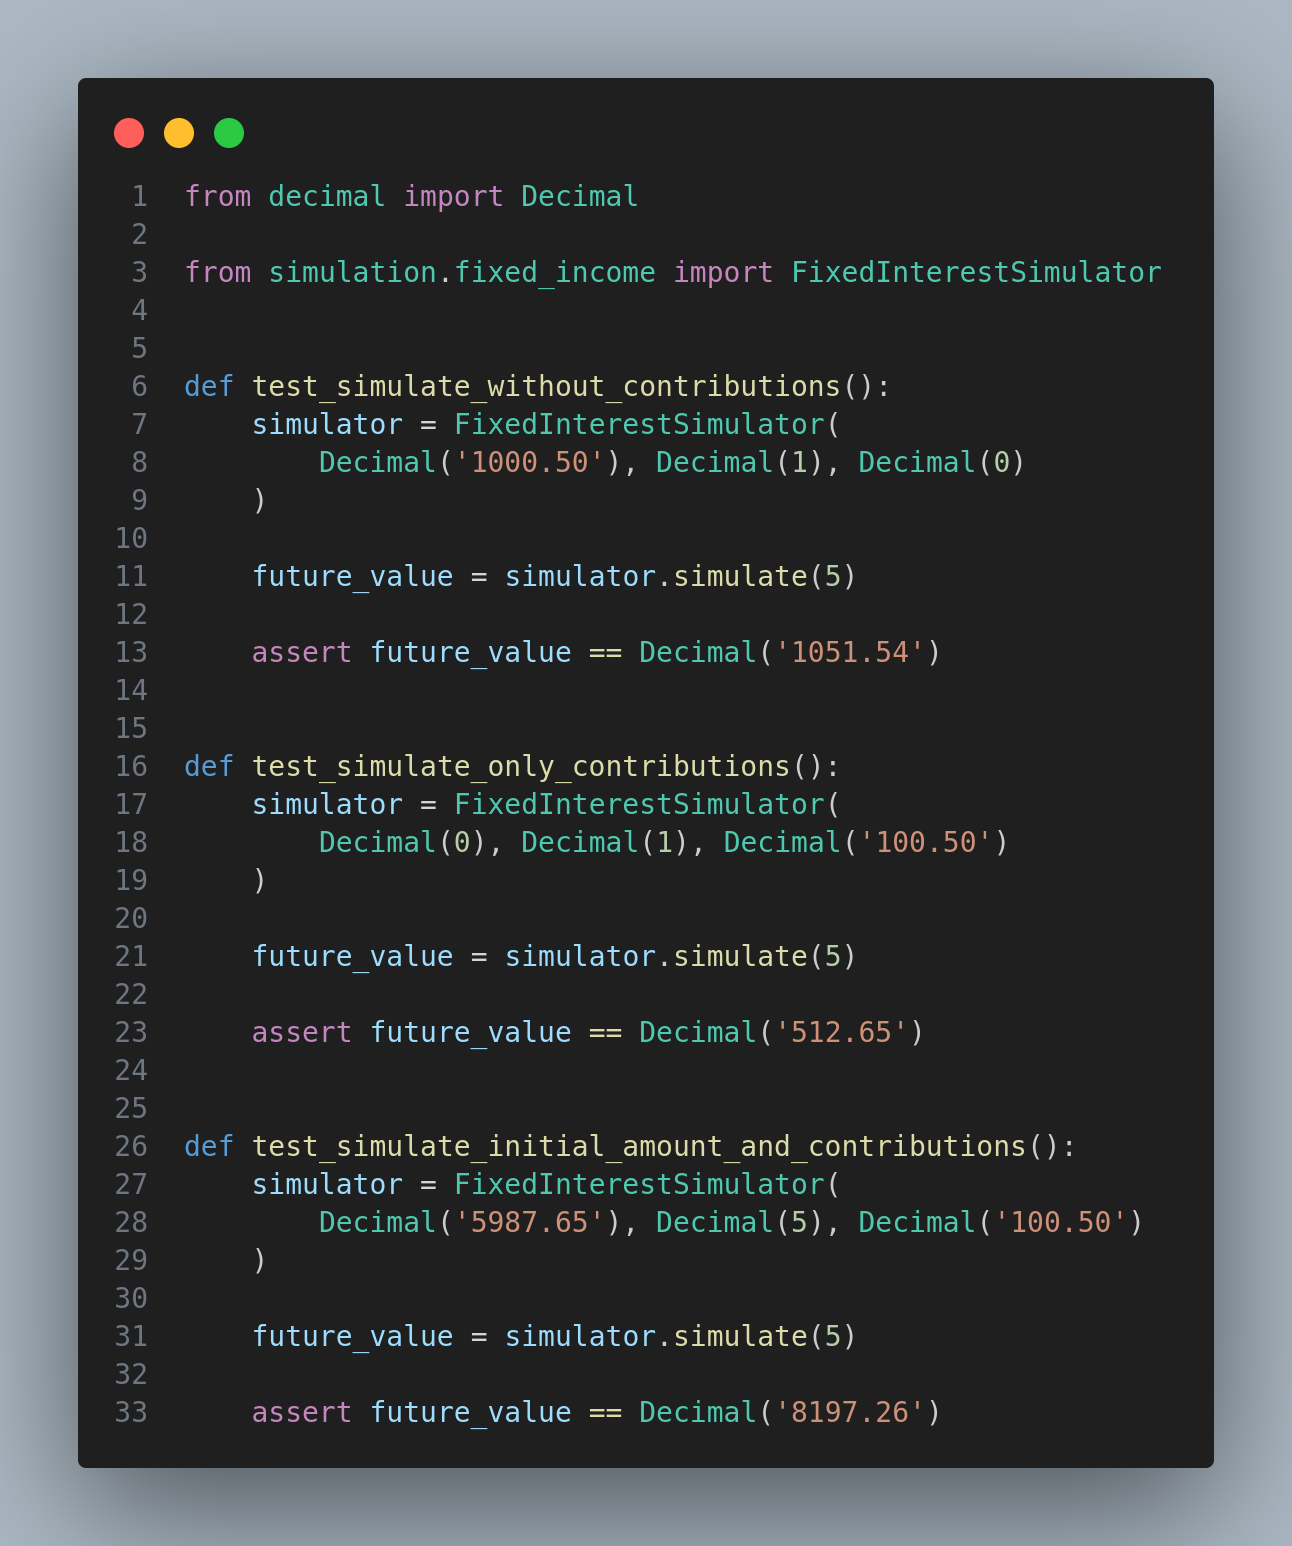 1 from decimal import Decimal
2
3 from simulation.fixed_income import FixedInterestSimulator
4
5
6 def test_simulate_without_contributions():
7     simulator = FixedInterestSimulator(
8         Decimal('1000.50'), Decimal(1), Decimal(0)
9     )
10
11     future_value = simulator.simulate(5)
12
13     assert future_value == Decimal('1051.54')
14
15
16 def test_simulate_only_contributions():
17     simulator = FixedInterestSimulator(
18         Decimal(0), Decimal(1), Decimal('100.50')
19     )
20
21     future_value = simulator.simulate(5)
22
23     assert future_value == Decimal('512.65')
24
25
26 def test_simulate_initial_amount_and_contributions():
27     simulator = FixedInterestSimulator(
28         Decimal('5987.65'), Decimal(5), Decimal('100.50')
29     )
30
31     future_value = simulator.simulate(5)
32
33     assert future_value == Decimal('8197.26')